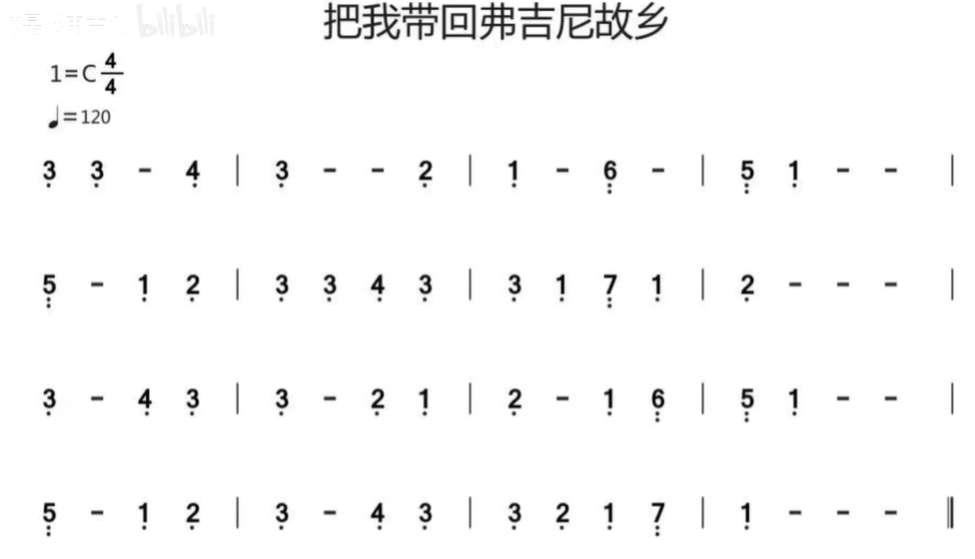 bilibili
把我带回弗吉尼故乡
1=C 4/4
♩=120
3̣ 3̣ - 4̣ | 3̣ - - 2̣ | 1̣ - 6̤ - | 5̤ 1̣ - - |
5̤ - 1̣ 2̣ | 3̣ 3̣ 4̣ 3̣ | 3̣ 1̣ 7̤ 1̣ | 2̣ - - - |
3̣ - 4̣ 3̣ | 3̣ - 2̣ 1̣ | 2̣ - 1̣ 6̤ | 5̤ 1̣ - - |
5̤ - 1̣ 2̣ | 3̣ - 4̣ 3̣ | 3̣ 2̣ 1̣ 7̤ | 1̣ - - - ‖